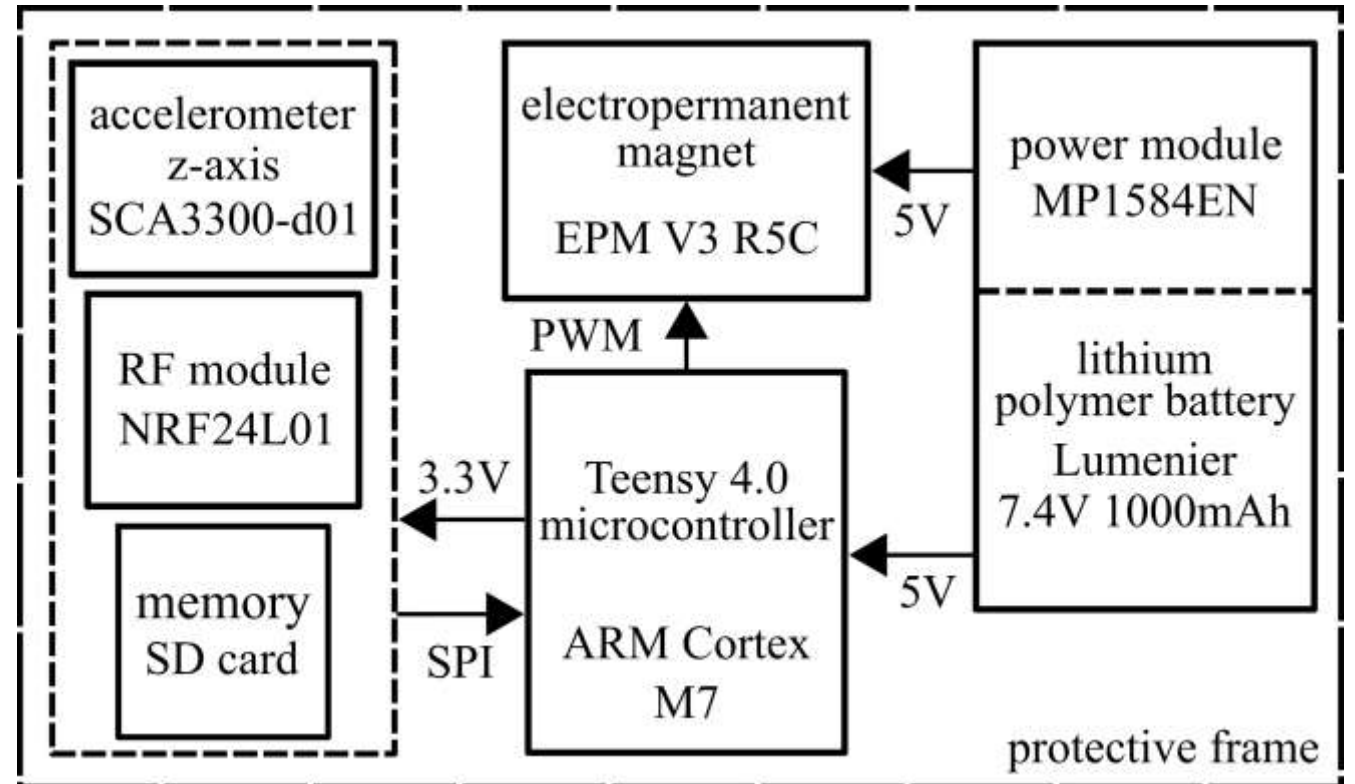 accelerometer
z-axis
SCA3300-d01
RF module
NRF24L01
memory
SD card
3.3V
SPI
electropermanent
magnet
EPM V3 R5C
PWM
Teensy 4.0
microcontroller
ARM Cortex
M7
5V
5V
power module
MP1584EN
lithium
polymer battery
Lumenier
7.4V 1000mAh
protective frame